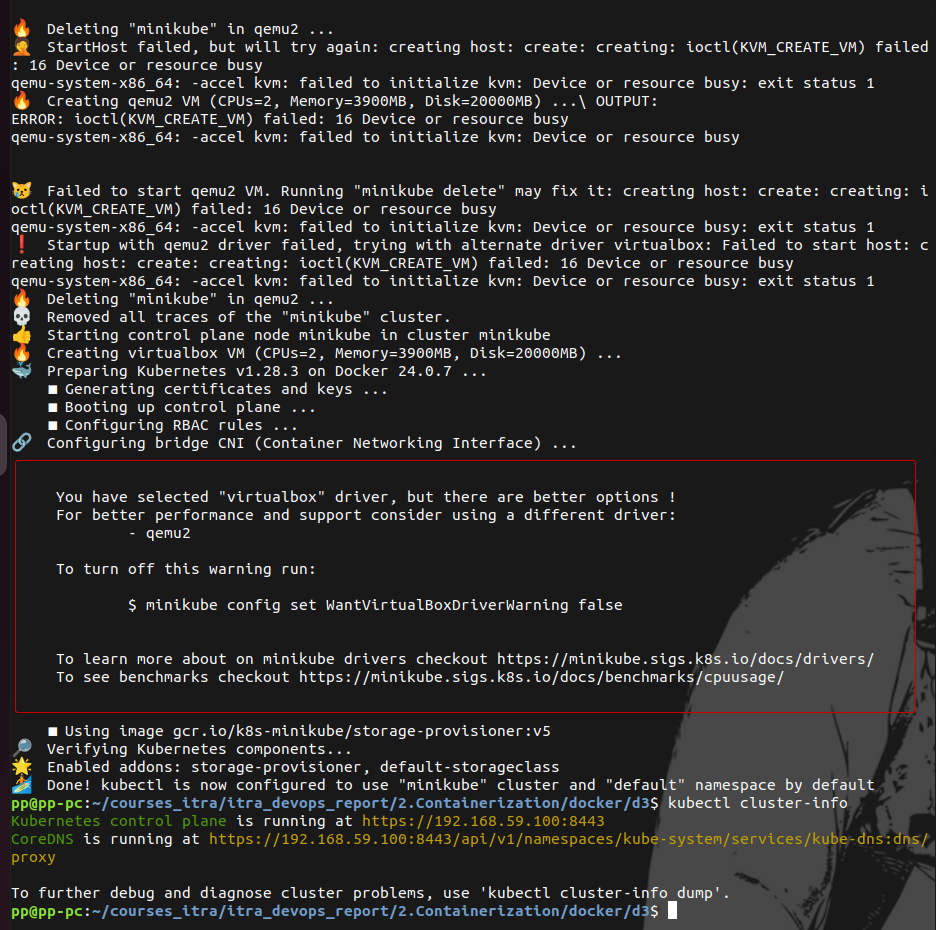 🔥  Deleting "minikube" in qemu2 ...
🤦  StartHost failed, but will try again: creating host: create: creating: ioctl(KVM_CREATE_VM) failed
: 16 Device or resource busy
qemu-system-x86_64: -accel kvm: failed to initialize kvm: Device or resource busy: exit status 1
🔥  Creating qemu2 VM (CPUs=2, Memory=3900MB, Disk=20000MB) ...\ OUTPUT:
ERROR: ioctl(KVM_CREATE_VM) failed: 16 Device or resource busy
qemu-system-x86_64: -accel kvm: failed to initialize kvm: Device or resource busy
😿  Failed to start qemu2 VM. Running "minikube delete" may fix it: creating host: create: creating: i
octl(KVM_CREATE_VM) failed: 16 Device or resource busy
qemu-system-x86_64: -accel kvm: failed to initialize kvm: Device or resource busy: exit status 1
❗  Startup with qemu2 driver failed, trying with alternate driver virtualbox: Failed to start host: c
reating host: create: creating: ioctl(KVM_CREATE_VM) failed: 16 Device or resource busy
qemu-system-x86_64: -accel kvm: failed to initialize kvm: Device or resource busy: exit status 1
🔥  Deleting "minikube" in qemu2 ...
💀  Removed all traces of the "minikube" cluster.
👍  Starting control plane node minikube in cluster minikube
🔥  Creating virtualbox VM (CPUs=2, Memory=3900MB, Disk=20000MB) ...
🐳  Preparing Kubernetes v1.28.3 on Docker 24.0.7 ...
■ Generating certificates and keys ...
■ Booting up control plane ...
■ Configuring RBAC rules ...
🔗  Configuring bridge CNI (Container Networking Interface) ...
You have selected "virtualbox" driver, but there are better options !
For better performance and support consider using a different driver:
- qemu2
To turn off this warning run:
$ minikube config set WantVirtualBoxDriverWarning false
To learn more about on minikube drivers checkout https://minikube.sigs.k8s.io/docs/drivers/
To see benchmarks checkout https://minikube.sigs.k8s.io/docs/benchmarks/cpuusage/
■ Using image gcr.io/k8s-minikube/storage-provisioner:v5
🔎  Verifying Kubernetes components...
🌟  Enabled addons: storage-provisioner, default-storageclass
🏄  Done! kubectl is now configured to use "minikube" cluster and "default" namespace by default
pp@pp-pc:~/courses_itra/itra_devops_report/2.Containerization/docker/d3$ kubectl cluster-info
Kubernetes control plane is running at https://192.168.59.100:8443
CoreDNS is running at https://192.168.59.100:8443/api/v1/namespaces/kube-system/services/kube-dns:dns/
proxy
To further debug and diagnose cluster problems, use 'kubectl cluster-info dump'.
pp@pp-pc:~/courses_itra/itra_devops_report/2.Containerization/docker/d3$